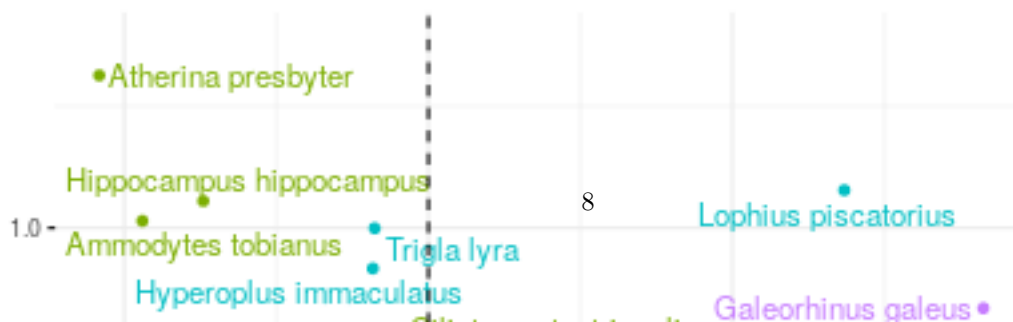 Atherina presbyter
Hippocampus hippocampus
8
Lophius piscatorius
1.0
Ammodytes tobianus
Trigla lyra
Hyperoplus immaculatus
Galeorhinus galeus